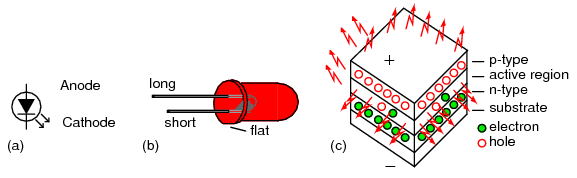 Anode
Cathode
(a)
long
short
flat
(b)
+
p-type
active region
n-type
substrate
electron
hole
−
(c)